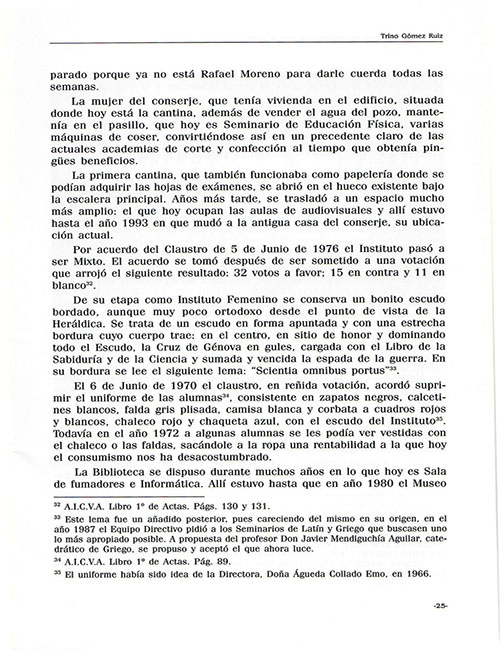 Trino Gómez Ruiz
parado porque ya no está Rafael Moreno para darle cuerda todas las
semanas.
La mujer del conserje, que tenía vivienda en el edificio, situada
donde hoy está la cantina, además de vender el agua del pozo, mante-
nía en el pasillo, que hoy es Seminario de Educación Física, varias
máquinas de coser, convirtiéndose así en un precedente claro de las
actuales academias de corte y confección al tiempo que obtenía pin-
gües beneficios.
La primera cantina, que también funcionaba como papelería donde se
podían adquirir las hojas de exámenes, se abrió en el hueco existente bajo
la escalera principal. Años más tarde, se trasladó a un espacio mucho
más amplio: el que hoy ocupan las aulas de audiovisuales y allí estuvo
hasta el año 1993 en que mudó a la antigua casa del conserje, su ubica-
ción actual.
Por acuerdo del Claustro de 5 de Junio de 1976 el Instituto pasó a
ser Mixto. El acuerdo se tomó después de ser sometido a una votación
que arrojó el siguiente resultado: 32 votos a favor; 15 en contra y 11 en
blanco³².
De su etapa como Instituto Femenino se conserva un bonito escudo
bordado, aunque muy poco ortodoxo desde el punto de vista de la
Heráldica. Se trata de un escudo en forma apuntada y con una estrecha
bordura cuyo cuerpo trae: en el centro, en sitio de honor y dominando
todo el Escudo, la Cruz de Génova en gules, cargada con el Libro de la
Sabiduría y de la Ciencia y sumada y vencida la espada de la guerra. En
su bordura se lee el siguiente lema: “Scientia omnibus portus”³³.
El 6 de Junio de 1970 el claustro, en reñida votación, acordó supri-
mir el uniforme de las alumnas³⁴, consistente en zapatos negros, calceti-
nes blancos, falda gris plisada, camisa blanca y corbata a cuadros rojos
y blancos, chaleco rojo y chaqueta azul, con el escudo del Instituto³⁵.
Todavía en el año 1972 a algunas alumnas se les podía ver vestidas con
el chaleco o las faldas, sacándole a la ropa una rentabilidad a la que hoy
el consumismo nos ha desacostumbrado.
La Biblioteca se dispuso durante muchos años en lo que hoy es Sala
de fumadores e Informática. Allí estuvo hasta que en año 1980 el Museo
³² A.I.C.V.A. Libro 1º de Actas. Págs. 130 y 131.
³³ Este lema fue un añadido posterior, pues careciendo del mismo en su origen, en el
año 1987 el Equipo Directivo pidió a los Seminarios de Latín y Griego que buscasen uno
lo más apropiado posible. A propuesta del profesor Don Javier Mendiguchía Aguilar, cate-
drático de Griego, se propuso y aceptó el que ahora luce.
³⁴ A.I.C.V.A. Libro 1º de Actas. Pág. 89.
³⁵ El uniforme había sido idea de la Directora, Doña Águeda Collado Emo, en 1966.
-25-